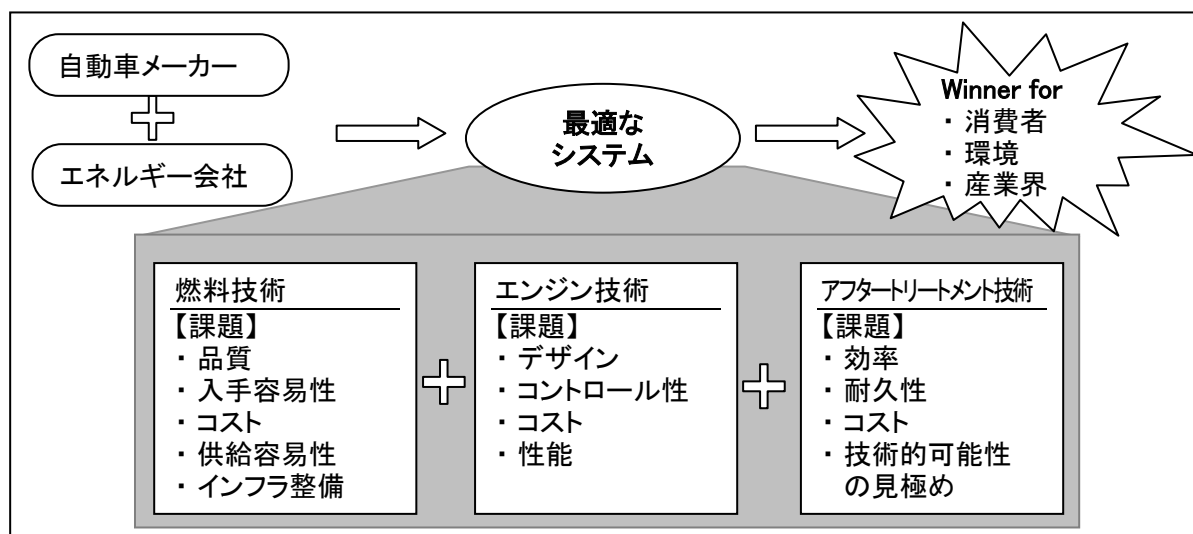 自動車メーカー
エネルギー会社
最適な
システム
Winner for
・ 消費者
・ 環境
・ 産業界
燃料技術
【課題】
・ 品質
・ 入手容易性
・ コスト
・ 供給容易性
・ インフラ整備
エンジン技術
【課題】
・ デザイン
・ コントロール性
・ コスト
・ 性能
アフタートリートメント技術
【課題】
・ 効率
・ 耐久性
・ コスト
・ 技術的可能性
の見極め